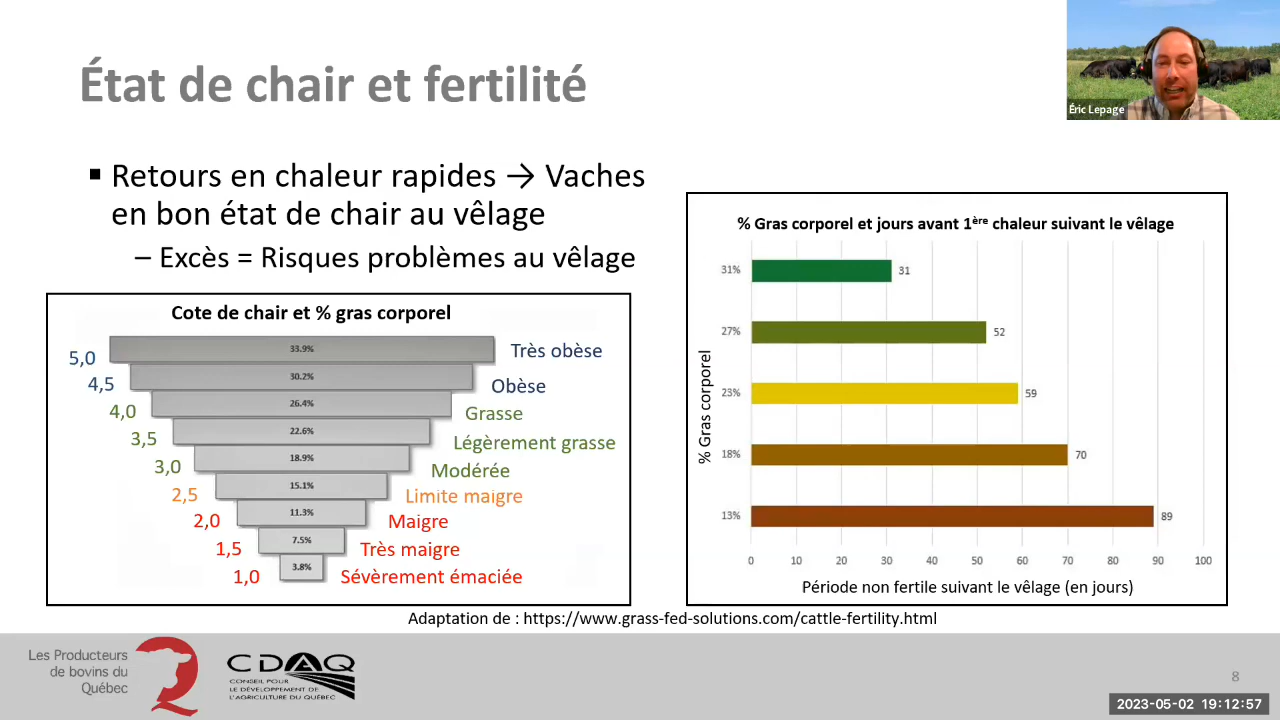 État de chair et fertilité
Éric Lepage
▪ Retours en chaleur rapides → Vaches
en bon état de chair au vêlage
– Excès = Risques problèmes au vêlage
Cote de chair et % gras corporel
5,0 33.9% Très obèse
4,5 30.2% Obèse
4,0 26.4% Grasse
3,5 22.6% Légèrement grasse
3,0 18.9% Modérée
2,5 15.1% Limite maigre
2,0 11.3% Maigre
1,5 7.5% Très maigre
1,0 3.8% Sévèrement émaciée
% Gras corporel et jours avant 1ère chaleur suivant le vêlage
% Gras corporel
31% 31
27% 52
23% 59
18% 70
13% 89
0 10 20 30 40 50 60 70 80 90 100
Période non fertile suivant le vêlage (en jours)
Adaptation de : https://www.grass-fed-solutions.com/cattle-fertility.html
Les Producteurs
de bovins du
Québec
CDAQ
CONSEIL POUR
LE DÉVELOPPEMENT DE
L'AGRICULTURE DU QUÉBEC
8
2023-05-02 19:12:57